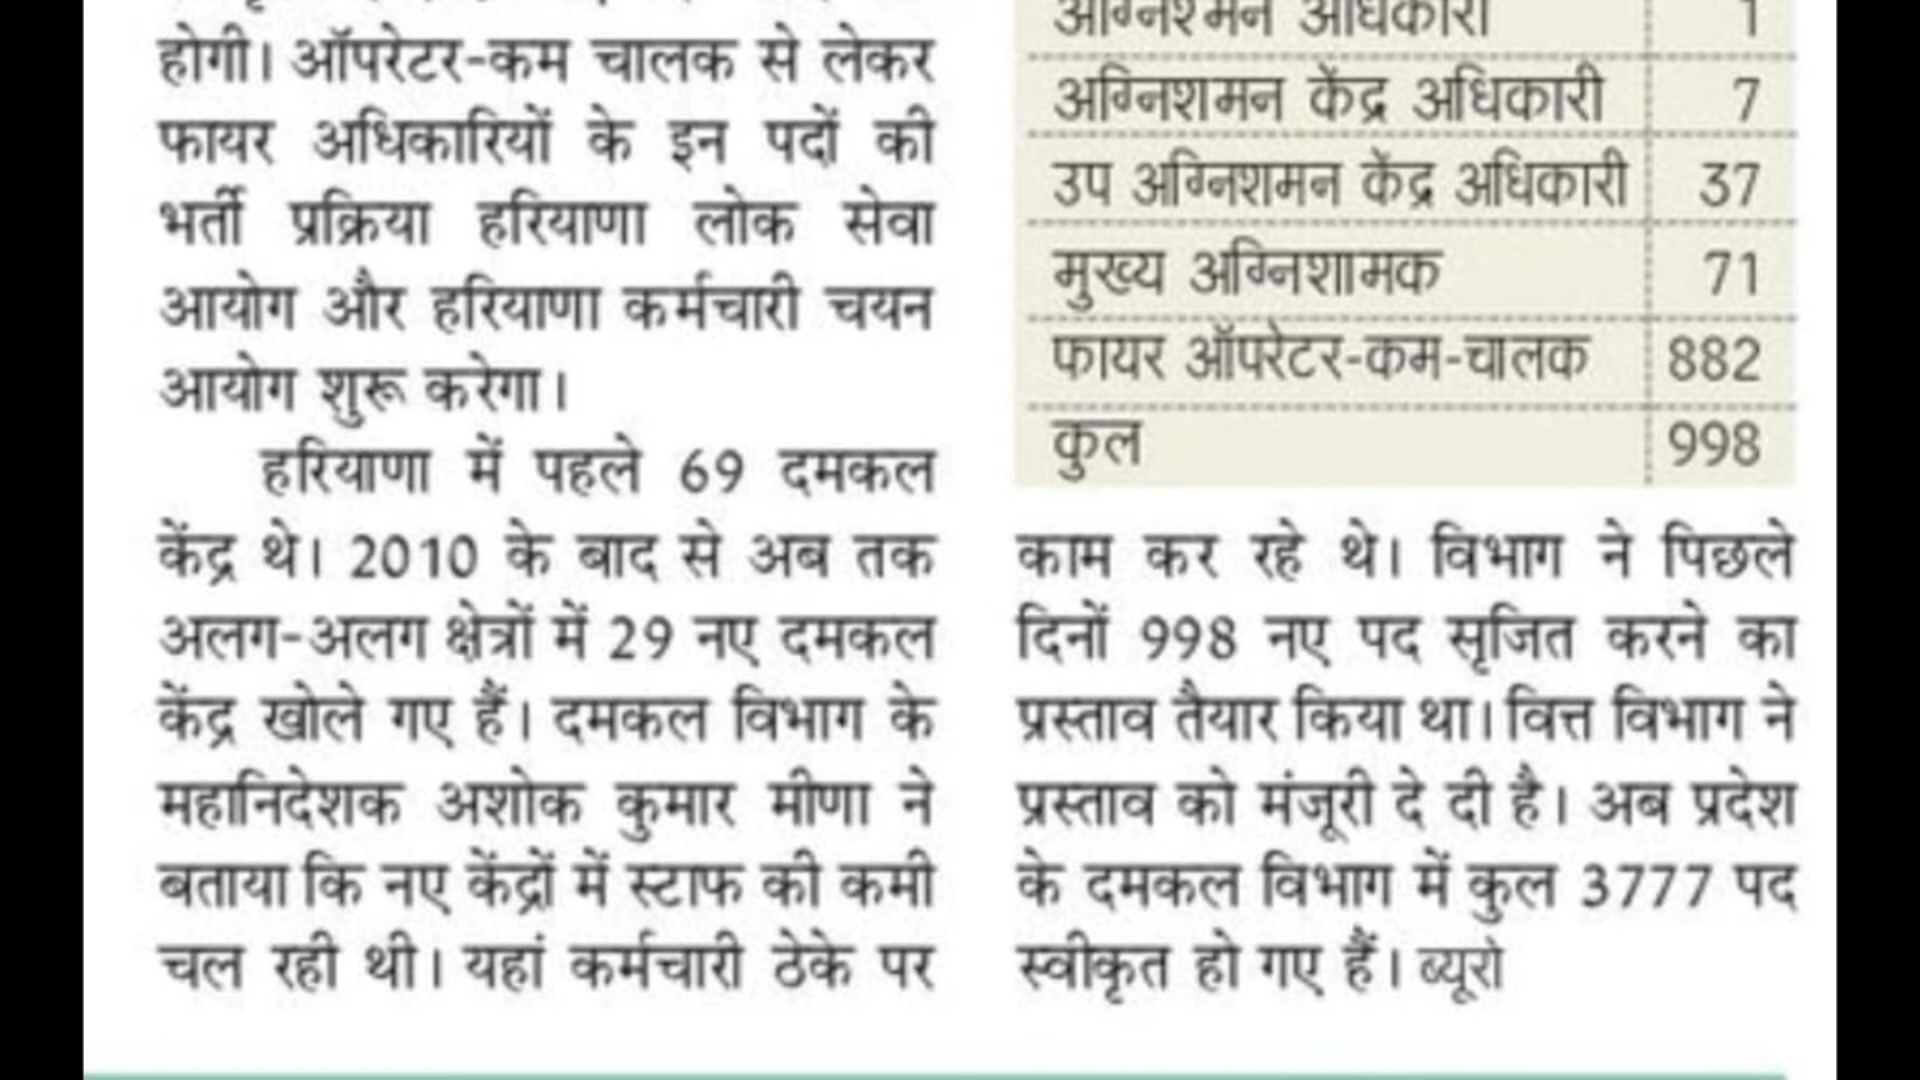 होगी। ऑपरेटर-कम चालक से लेकर
फायर अधिकारियों के इन पदों की
भर्ती प्रक्रिया हरियाणा लोक सेवा
आयोग और हरियाणा कर्मचारी चयन
आयोग शुरू करेगा।
हरियाणा में पहले 69 दमकल
केंद्र थे। 2010 के बाद से अब तक
अलग-अलग क्षेत्रों में 29 नए दमकल
केंद्र खोले गए हैं। दमकल विभाग के
महानिदेशक अशोक कुमार मीणा ने
बताया कि नए केंद्रों में स्टाफ की कमी
चल रही थी। यहां कर्मचारी ठेके पर
अग्निशमन अधिकारी 1
अग्निशमन केंद्र अधिकारी 7
उप अग्निशमन केंद्र अधिकारी 37
मुख्य अग्निशामक 71
फायर ऑपरेटर-कम-चालक 882
कुल 998
काम कर रहे थे। विभाग ने पिछले
दिनों 998 नए पद सृजित करने का
प्रस्ताव तैयार किया था। वित्त विभाग ने
प्रस्ताव को मंजूरी दे दी है। अब प्रदेश
के दमकल विभाग में कुल 3777 पद
स्वीकृत हो गए हैं। ब्यूरो